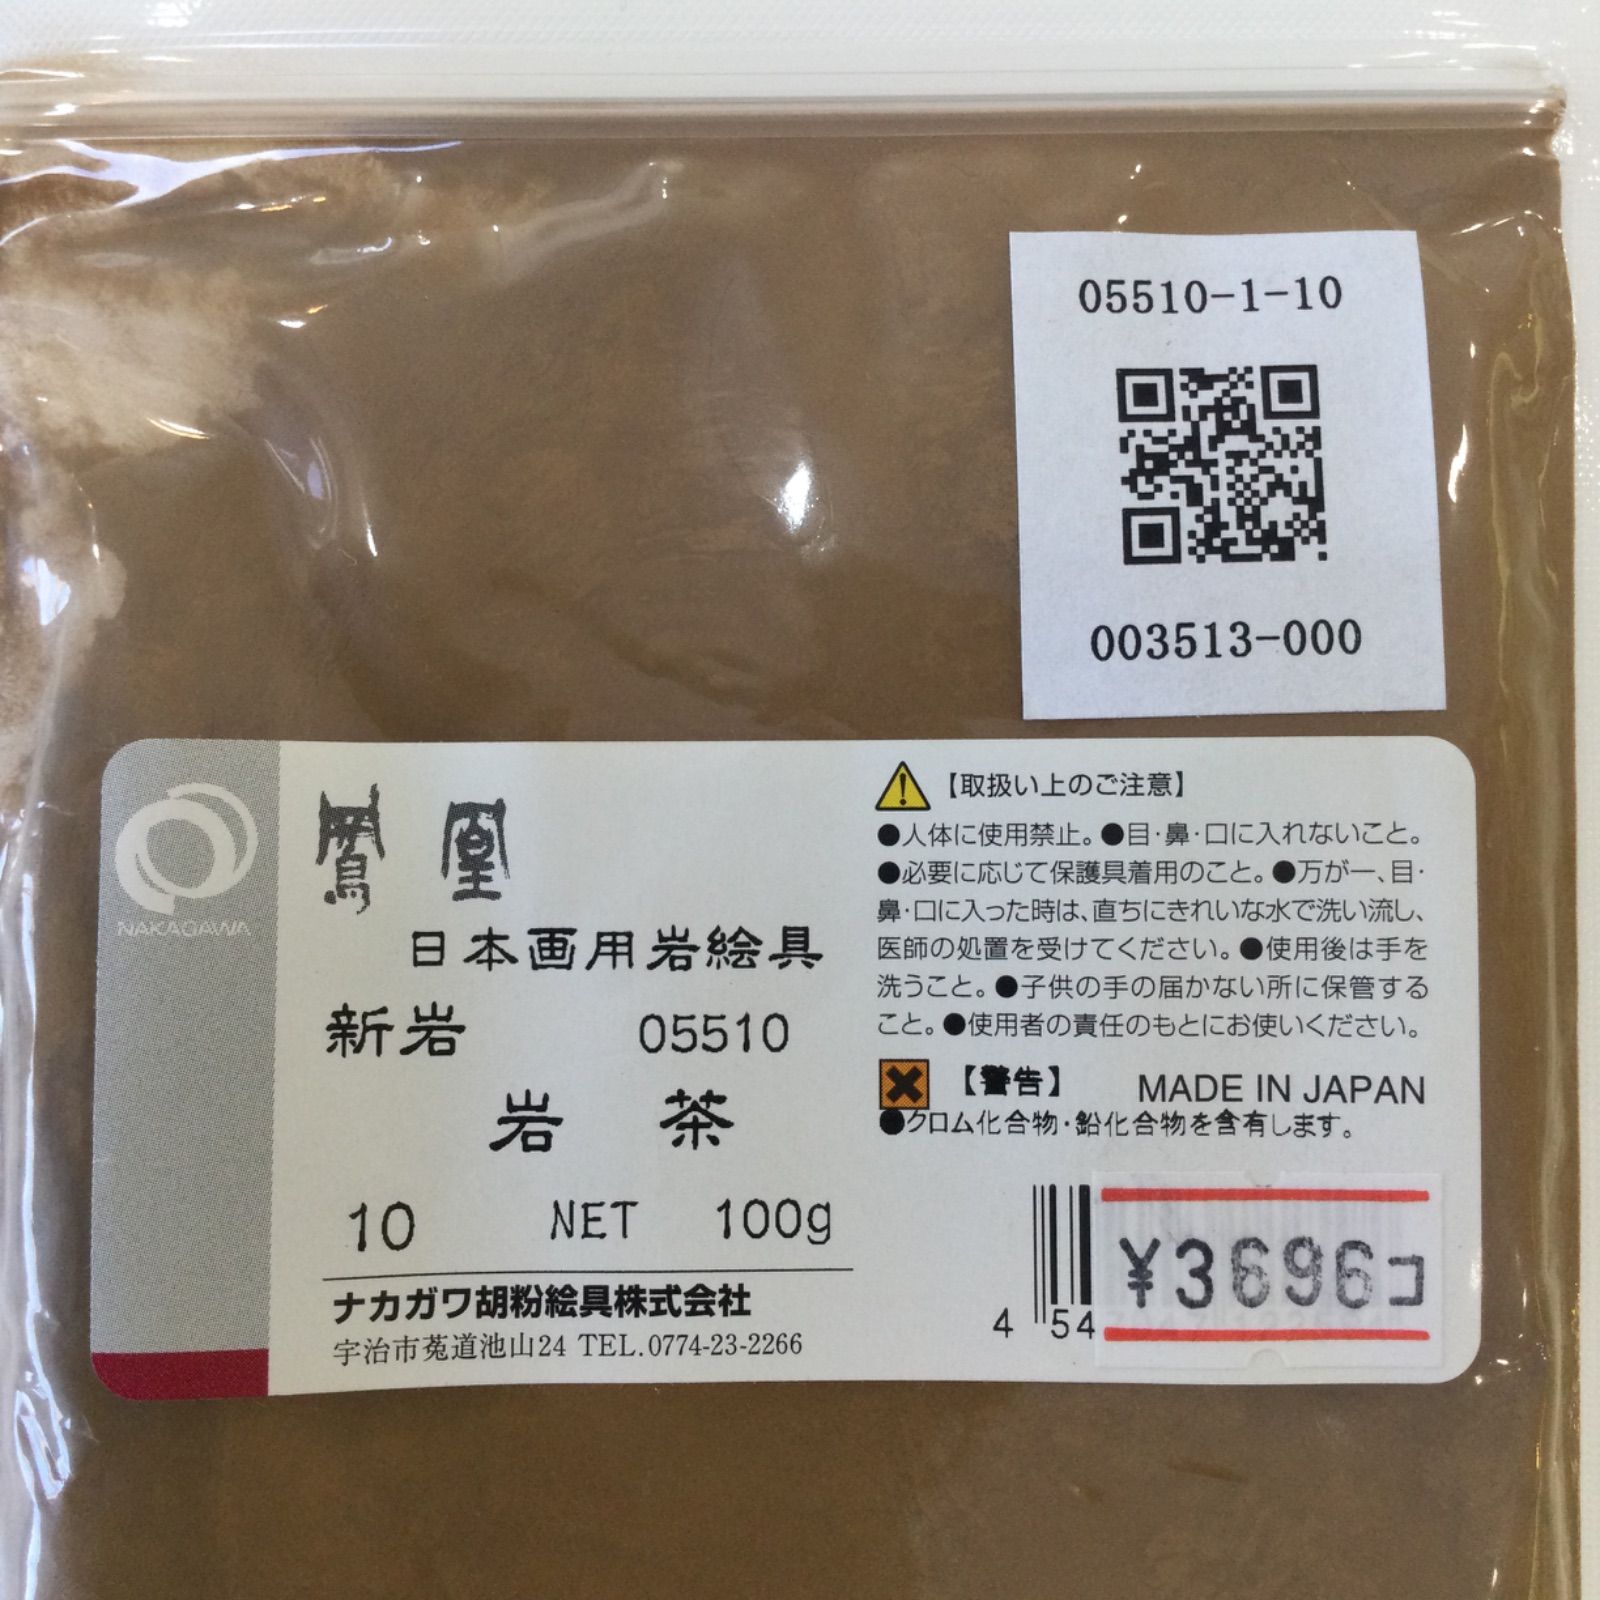 05510-1-10
003513-000
NAKAGAWA
鳳凰
日本画用岩絵具
新岩 05510
岩 茶
10 NET 100g
ナカガワ胡粉絵具株式会社
宇治市菟道池山24 TEL.0774-23-2266
【取扱い上のご注意】
●人体に使用禁止。●目・鼻・口に入れないこと。
●必要に応じて保護具着用のこと。●万が一、目・
鼻・口に入った時は、直ちにきれいな水で洗い流し、
医師の処置を受けてください。●使用後は手を
洗うこと。●子供の手の届かない所に保管する
こと。●使用者の責任のもとにお使いください。
【警告】 MADE IN JAPAN
●クロム化合物・鉛化合物を含有します。
¥3696コ
4 54